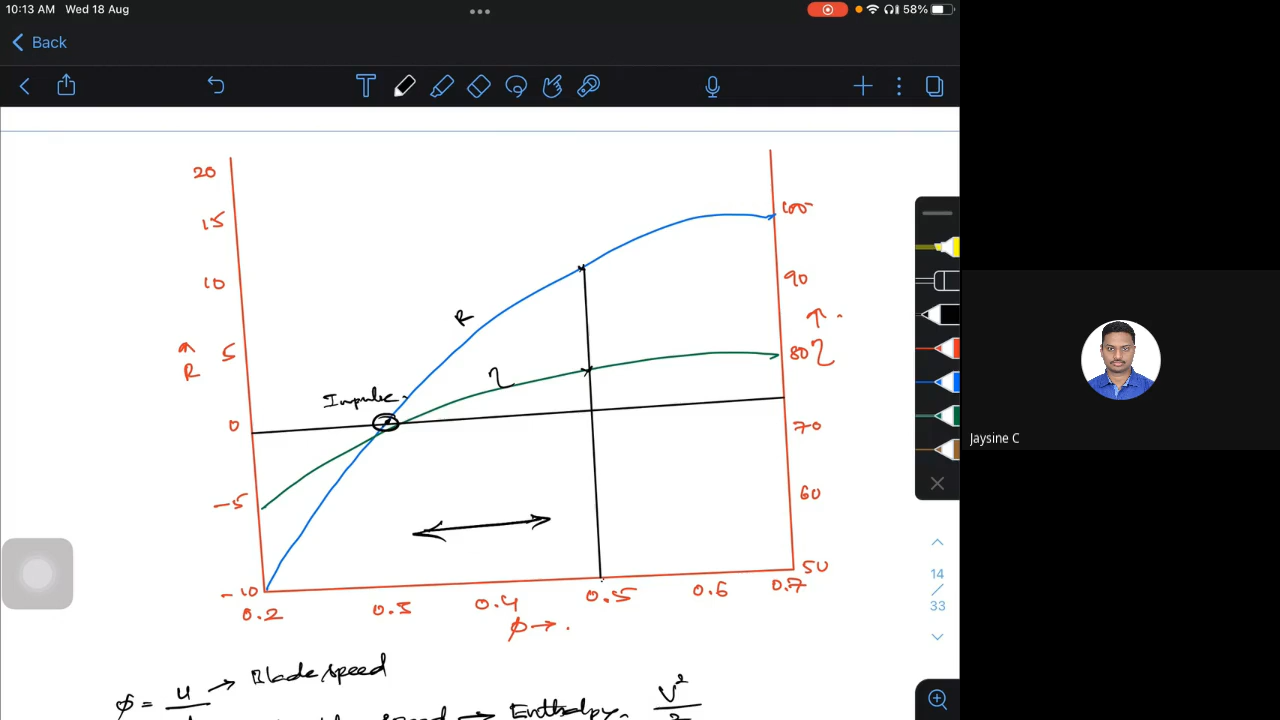 10:13 AM Wed 18 Aug
58%
Back
20
15
10
5
R
0
-5
-10
100
90
80 η
70
60
50
R
η
Impulse
0.2
0.3
0.4
0.5
0.6
0.7
φ →
φ = u → Blade speed
speed → Enthalpy = V²
14
/
33
Jaysine C